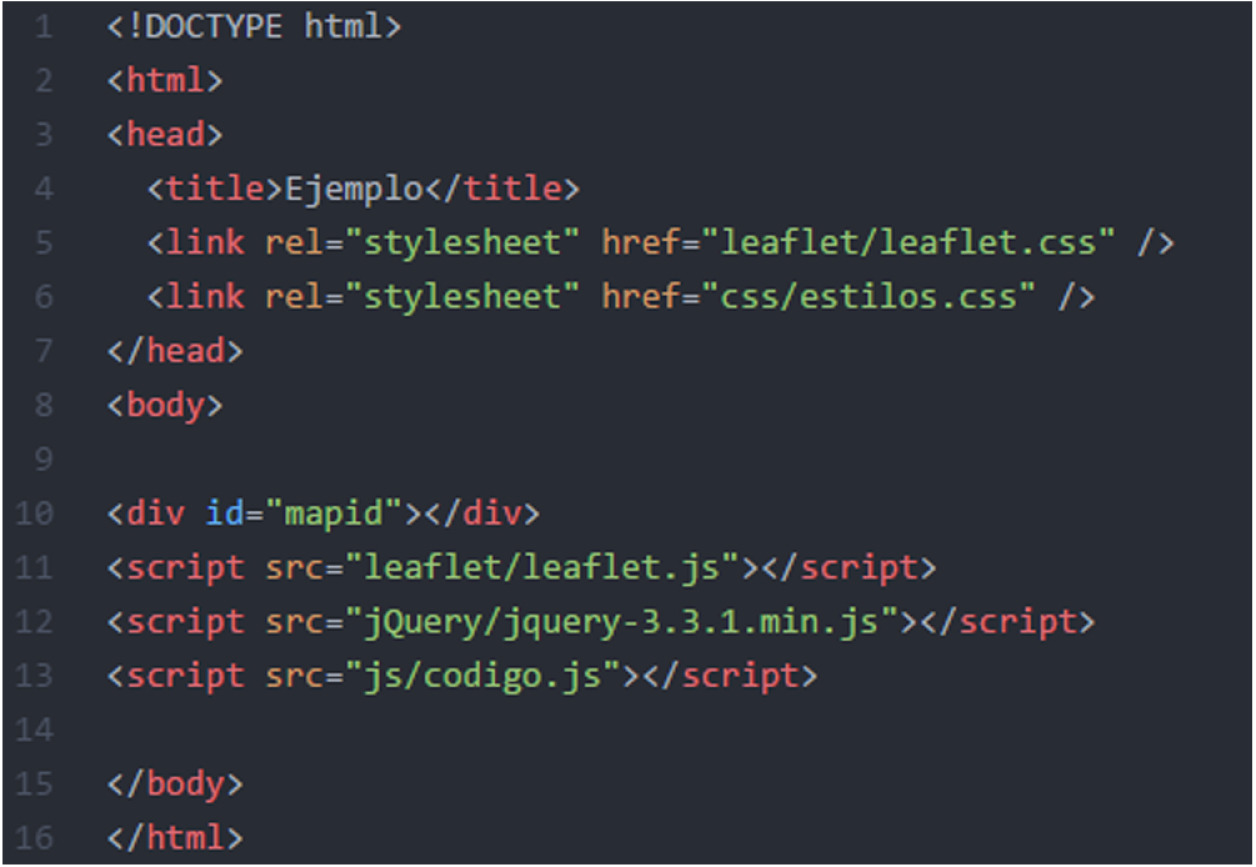 1 <!DOCTYPE html>
2 <html>
3 <head>
4 <title>Ejemplo</title>
5 <link rel="stylesheet" href="leaflet/leaflet.css" />
6 <link rel="stylesheet" href="css/estilos.css" />
7 </head>
8 <body>
9
10 <div id="mapid"></div>
11 <script src="leaflet/leaflet.js"></script>
12 <script src="jQuery/jquery-3.3.1.min.js"></script>
13 <script src="js/codigo.js"></script>
14
15 </body>
16 </html>